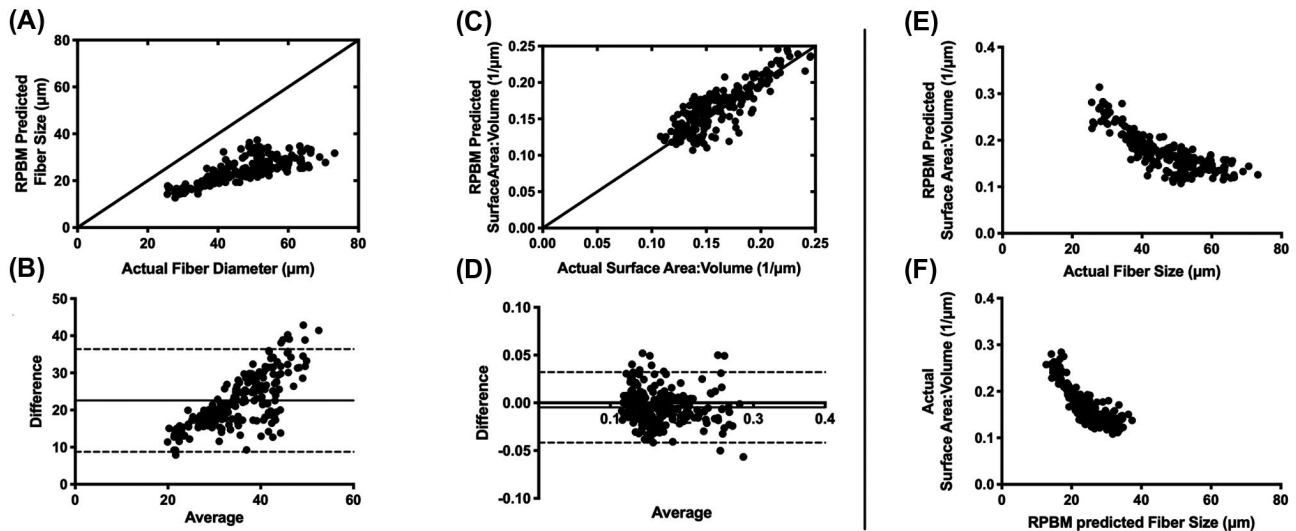 (A)
80
60
40
20
0
0 20 40 60 80
RPBM Predicted
Fiber Size (μm)
Actual Fiber Diameter (μm)
(B)
50
40
30
20
10
0
0 20 40 60
Difference
Average
(C)
0.25
0.20
0.15
0.10
0.05
0.00
0.00 0.05 0.10 0.15 0.20 0.25
RPBM Predicted
SurfaceArea:Volume (1/μm)
Actual Surface Area:Volume (1/μm)
(D)
0.10
0.05
0.00
-0.05
-0.10
0.1 0.3 0.4
Difference
Average
(E)
0.4
0.3
0.2
0.1
0.0
0 20 40 60 80
RPBM Predicted
Surface Area:Volume (1/μm)
Actual Fiber Size (μm)
(F)
0.4
0.3
0.2
0.1
0.0
0 20 40 60 80
Actual
Surface Area:Volume (1/μm)
RPBM predicted Fiber Size (μm)